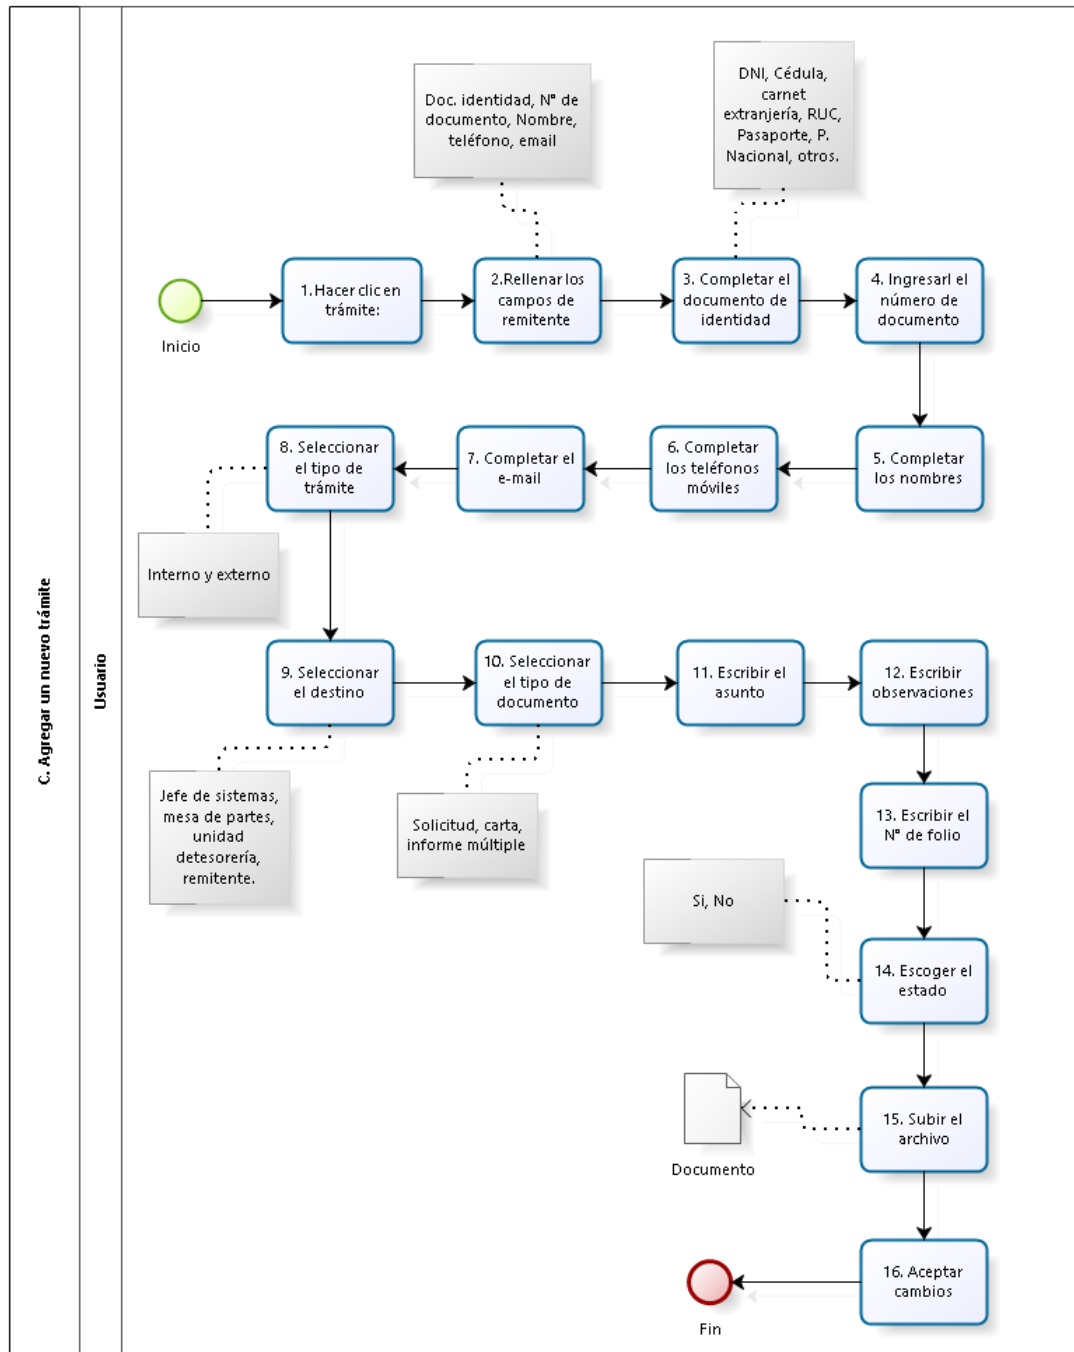 C. Agregar un nuevo trámite
Usuario
Doc. identidad, N° de
documento, Nombre,
teléfono, email
DNI, Cédula,
carnet
extranjería, RUC,
Pasaporte, P.
Nacional, otros.
Inicio
1.Hacer clic en
trámite:
2.Rellenar los
campos de
remitente
3. Completar el
documento de
identidad
4. Ingresarl el
número de
documento
5. Completar
los nombres
6. Completar
los teléfonos
móviles
7. Completar el
e-mail
8. Seleccionar
el tipo de
trámite
Interno y externo
9. Seleccionar
el destino
10. Seleccionar
el tipo de
documento
11. Escribir el
asunto
12. Escribir
observaciones
Jefe de sistemas,
mesa de partes,
unidad
detesorería,
remitente.
Solicitud, carta,
informe múltiple
13. Escribir el
N° de folio
Si, No
14. Escoger el
estado
15. Subir el
archivo
Documento
16. Aceptar
cambios
Fin